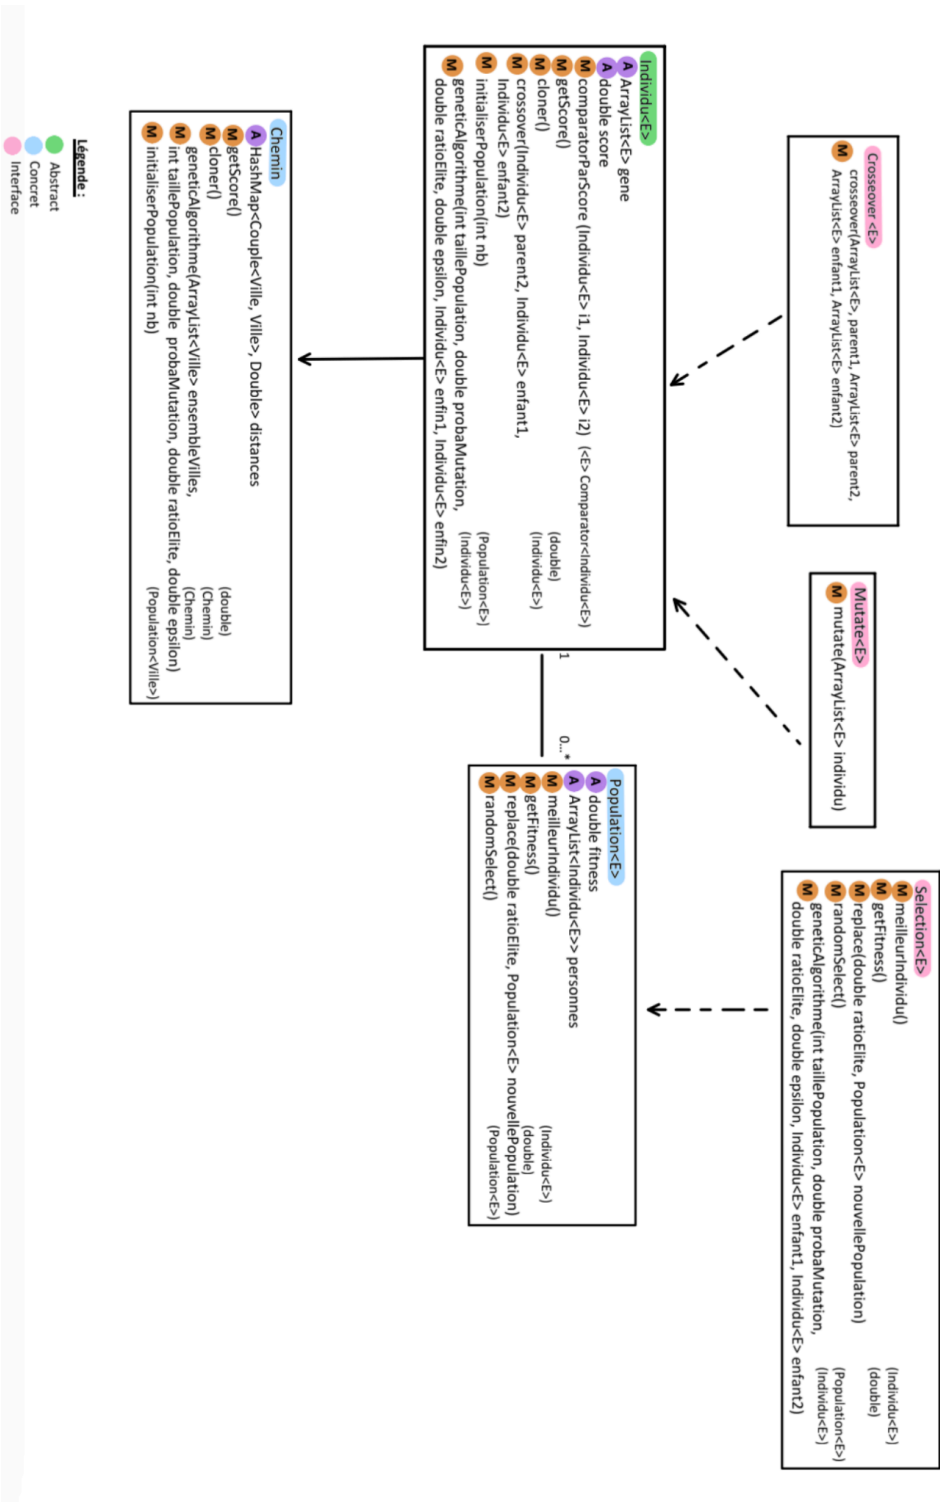 Crosseover <E>
M crosseover(ArrayList<E>, parent1, ArrayList<E> parent2,
ArrayList<E> enfant1, ArrayList<E> enfant2)
Mutate<E>
M mutate(ArrayList<E> individu)
Selection<E>
M meilleurIndividu() (Individu<E>)
M getFitness() (double)
M replace(double ratioElite, Population<E> nouvellePopulation)
M randomSelect() (Population<E>)
M geneticAlgorithme(int taillePopulation, double probaMutation, (Individu<E>)
double ratioElite, double epsilon, Individu<E> enfant1, Individu<E> enfant2)
Individu<E>
A ArrayList<E> gene
A double score
M comparatorParScore (Individu<E> i1, Individu<E> i2) (<E> Comparator<Individu<E>)
M getScore() (double)
M cloner() (Individu<E>)
M crossover(Individu<E> parent2, Individu<E> enfant1,
Individu<E> enfant2)
M initialiserPopulation(int nb) (Population<E>)
M geneticAlgorithme(int taillePopulation, double probaMutation, (Individu<E>)
double ratioElite, double epsilon, Individu<E> enfin1, Individu<E> enfin2)
1
0...*
Population<E>
A double fitness
A ArrayList<Individu<E>> personnes
M meilleurIndividu() (Individu<E>)
M getFitness() (double)
M replace(double ratioElite, Population<E> nouvellePopulation)
M randomSelect() (Population<E>)
Chemin
A HashMap<Couple<Ville, Ville>, Double> distances
M getScore() (double)
M cloner() (Chemin)
M geneticAlgorithme(ArrayList<Ville> ensembleVilles, (Chemin)
int taillePopulation, double probaMutation, double ratioElite, double epsilon)
M initialiserPopulation(int nb) (Population<Ville>)
Légende :
Abstract
Concret
Interface